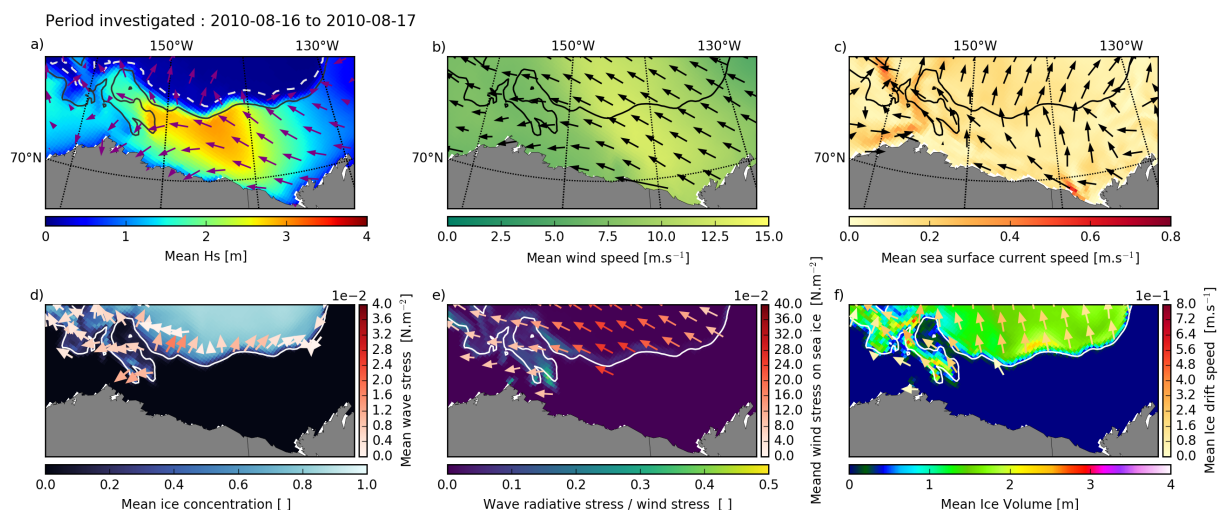 Period investigated : 2010-08-16 to 2010-08-17
a)
150°W
130°W
70°N
0 1 2 3 4
Mean Hs [m]
b)
150°W
130°W
0.0 2.5 5.0 7.5 10.0 12.5 15.0
Mean wind speed [m.s⁻¹]
c)
150°W
130°W
70°N
0.0 0.2 0.4 0.6 0.8
Mean sea surface current speed [m.s⁻¹]
d)
1e−2
4.0
3.6
3.2
2.8
2.4
2.0
1.6
1.2
0.8
0.4
0.0
Mean wave stress [N.m⁻²]
0.0 0.2 0.4 0.6 0.8 1.0
Mean ice concentration [ ]
e)
1e−2
40.0
36.0
32.0
28.0
24.0
20.0
16.0
12.0
8.0
4.0
0.0
Meand wind stress on sea ice [N.m⁻²]
0.0 0.1 0.2 0.3 0.4 0.5
Wave radiative stress / wind stress [ ]
f)
1e−1
8.0
7.2
6.4
5.6
4.8
4.0
3.2
2.4
1.6
0.8
0.0
Mean Ice drift speed [m.s⁻¹]
0 1 2 3 4
Mean Ice Volume [m]